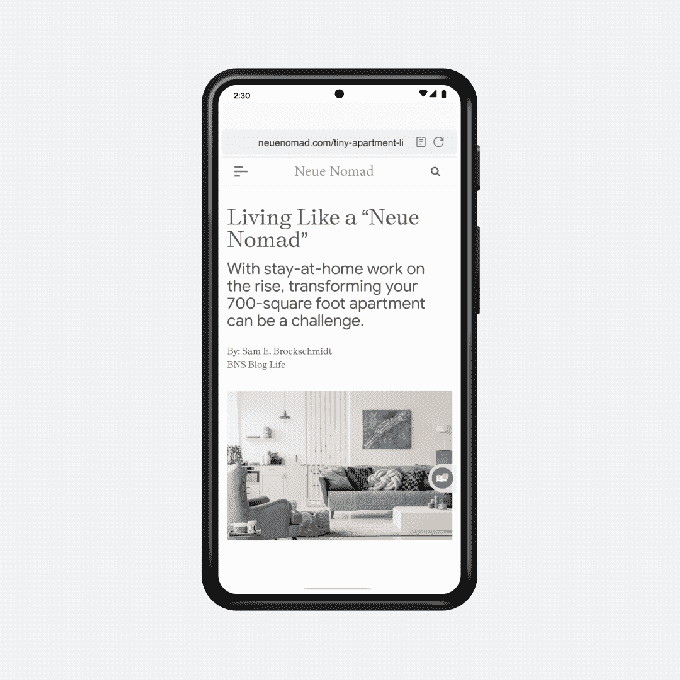 2:30
neuenomad.com/tiny-apartment-li
Neue Nomad
Living Like a “Neue
Nomad”
With stay-at-home work on
the rise, transforming your
700-square foot apartment
can be a challenge.
By: Sam E. Brockschmidt
BNS Blog Life